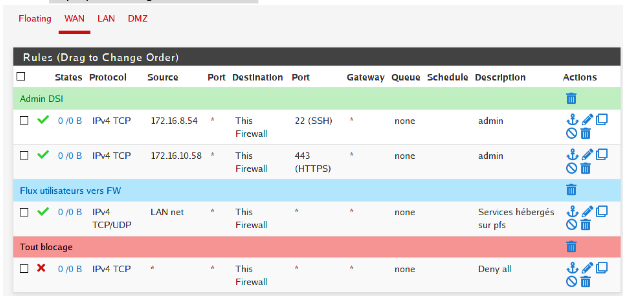 Floating WAN LAN DMZ
Rules (Drag to Change Order)
States Protocol Source Port Destination Port Gateway Queue Schedule Description Actions
Admin DSI
0 /0 B IPv4 TCP 172.16.8.54 * This Firewall 22 (SSH) * none admin
0 /0 B IPv4 TCP 172.16.10.58 * This Firewall 443 (HTTPS) * none admin
Flux utilisateurs vers FW
0 /0 B IPv4 TCP/UDP LAN net * This Firewall * * none Services hébergés sur pfs
Tout blocage
0 /0 B IPv4 TCP * * This Firewall * * none Deny all